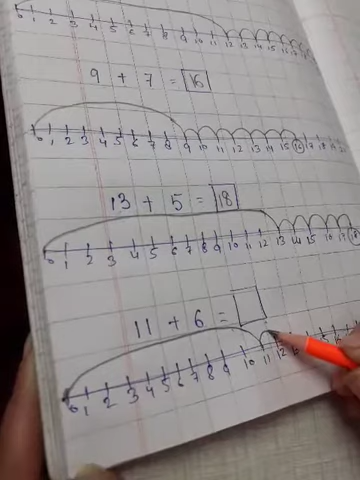 0 1 2 3 4 5 6 7 8 9 10 11 12 13 14 15 16
9 + 7 = 16
0 1 2 3 4 5 6 7 8 9 10 11 12 13 14 15 16 17 18
13 + 5 = 18
0 1 2 3 4 5 6 7 8 9 10 11 12 13 14 15 16 17 18
11 + 6 =
0 1 2 3 4 5 6 7 8 9 10 11 12